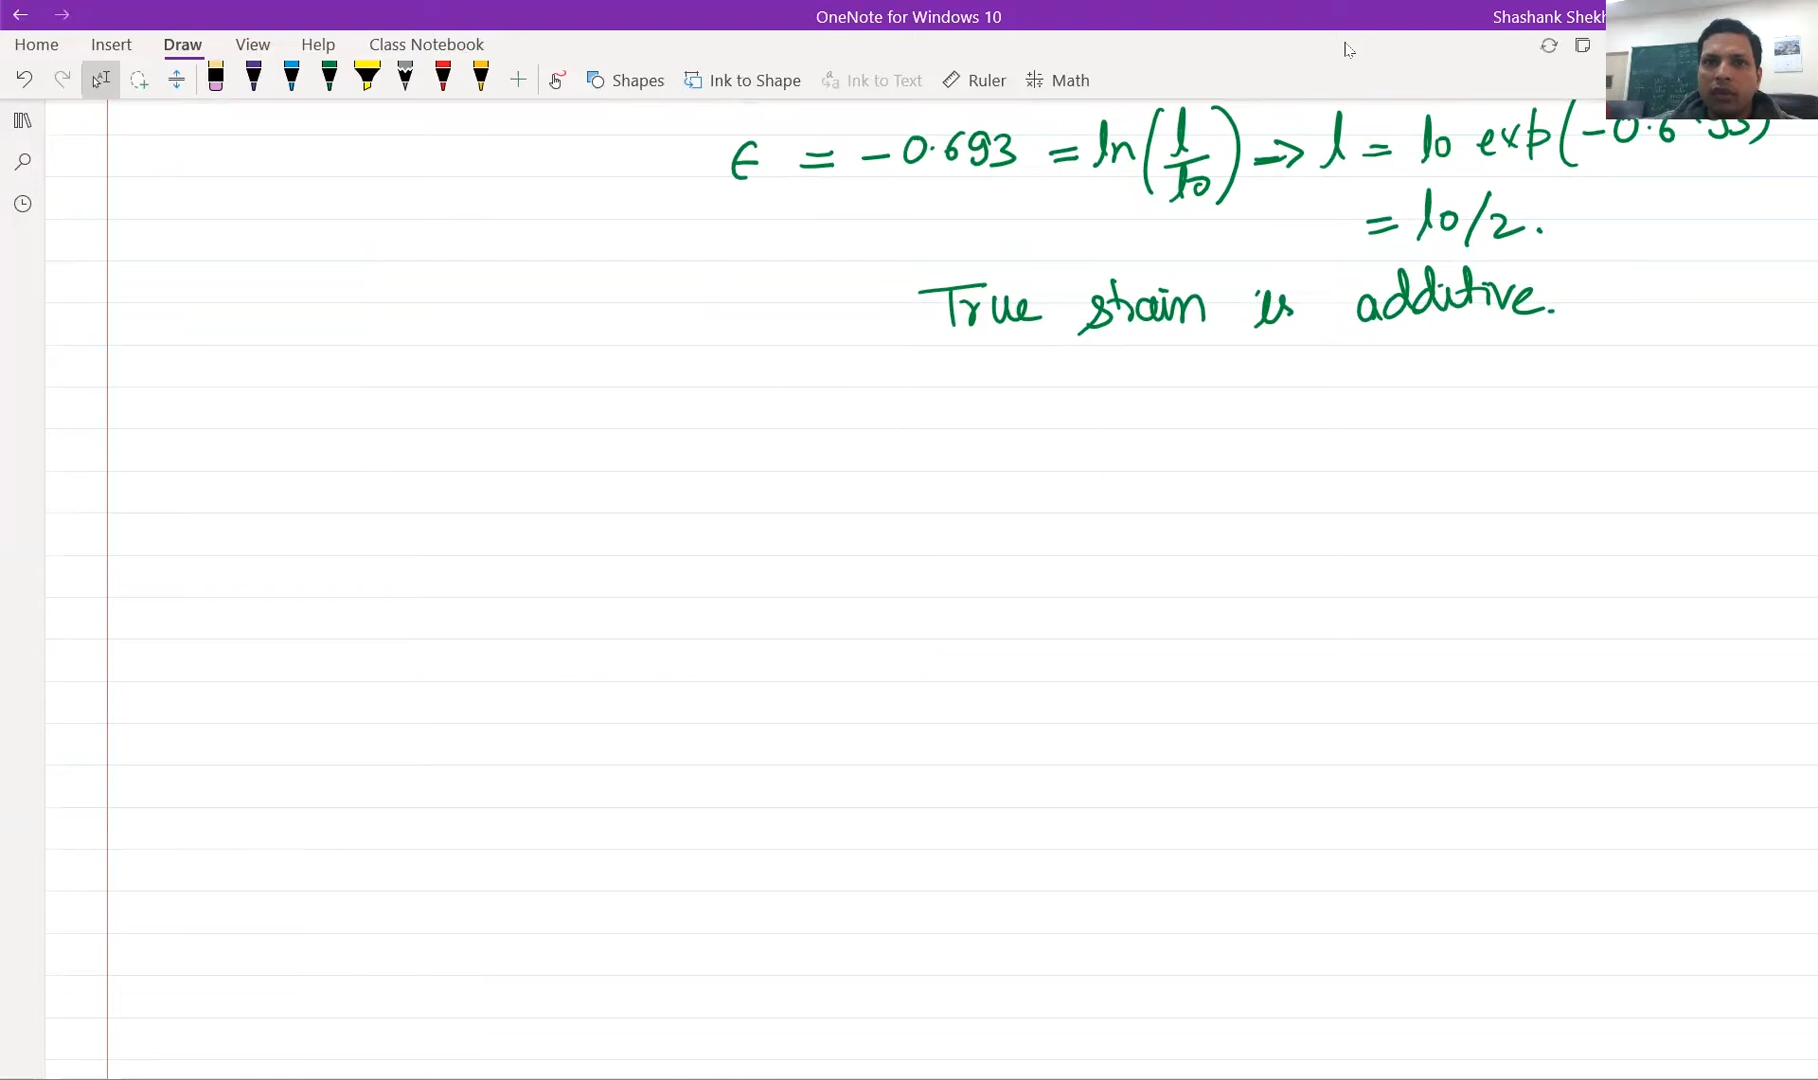 OneNote for Windows 10
Shashank Shekh
Home Insert Draw View Help Class Notebook
Shapes Ink to Shape Ink to Text Ruler Math
ϵ = -0.693 = ln(l/l0) → l = l0 exp(-0.693)
= l0/2.
True strain is additive.